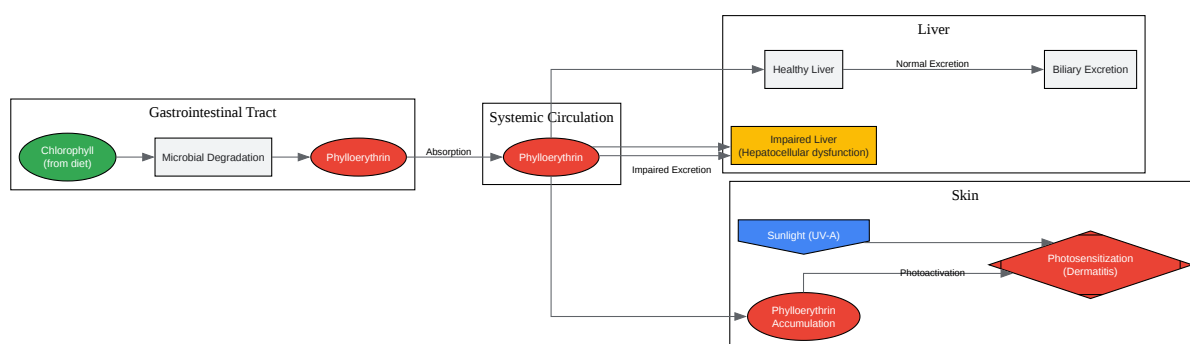 Gastrointestinal Tract
Chlorophyll
(from diet)
Microbial Degradation
Phylloerythrin
Absorption
Systemic Circulation
Phylloerythrin
Impaired Excretion
Liver
Healthy Liver
Normal Excretion
Biliary Excretion
Impaired Liver
(Hepatocellular dysfunction)
Skin
Sunlight (UV-A)
Photoactivation
Phylloerythrin
Accumulation
Photosensitization
(Dermatitis)